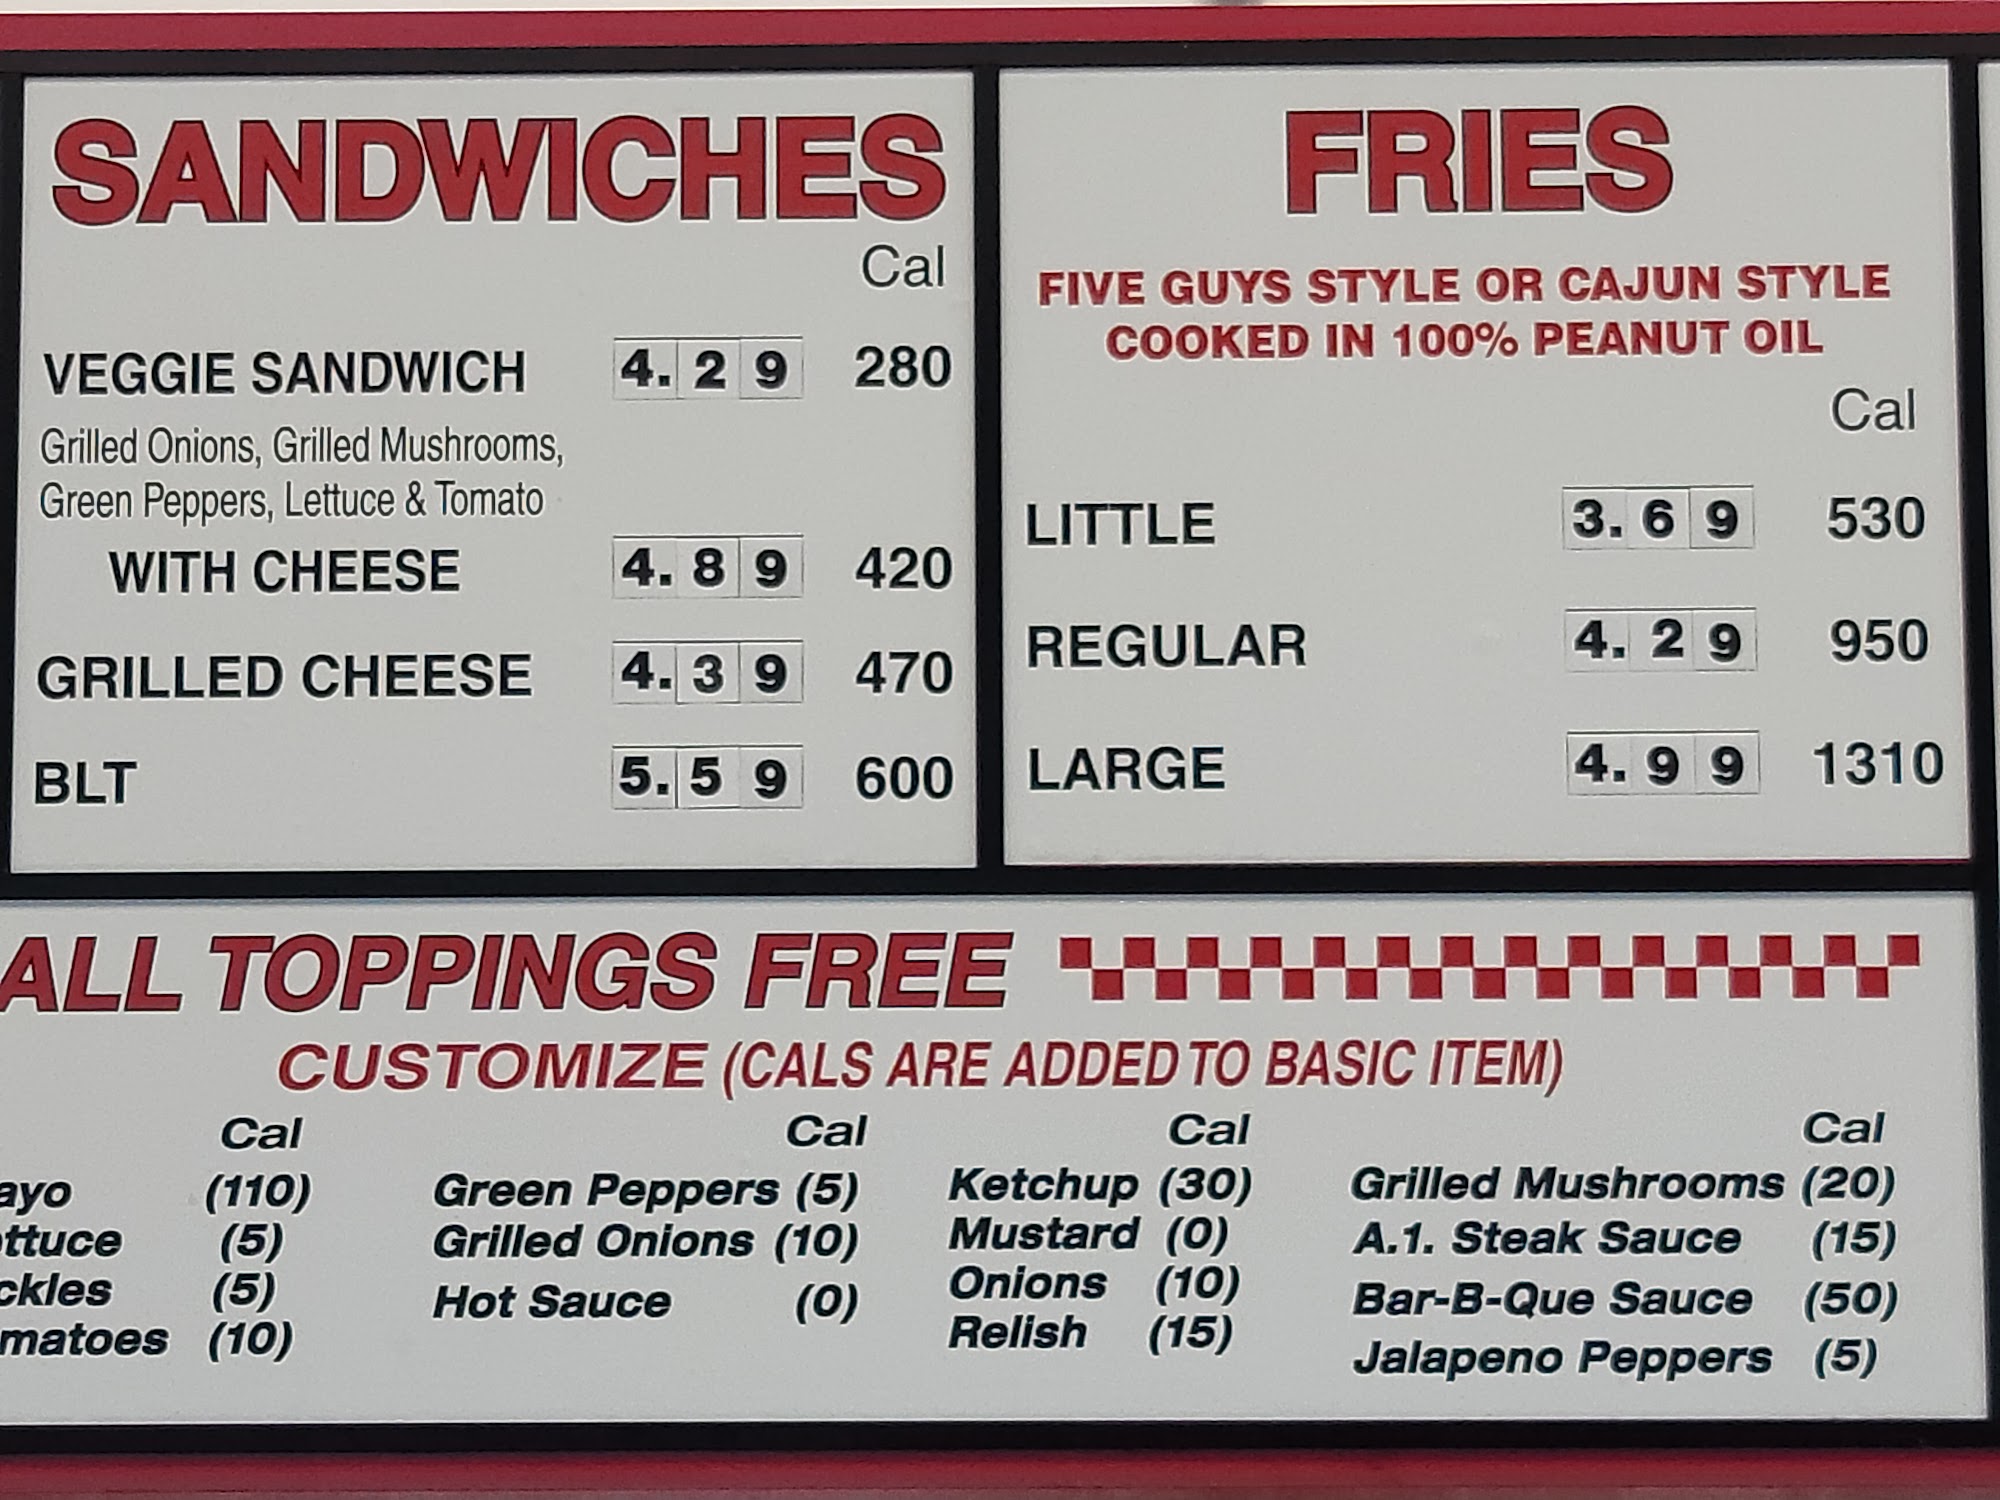 SANDWICHES
Cal
VEGGIE SANDWICH 4.29 280
Grilled Onions, Grilled Mushrooms,
Green Peppers, Lettuce & Tomato
WITH CHEESE 4.89 420
GRILLED CHEESE 4.39 470
BLT 5.59 600
FRIES
FIVE GUYS STYLE OR CAJUN STYLE
COOKED IN 100% PEANUT OIL
Cal
LITTLE 3.69 530
REGULAR 4.29 950
LARGE 4.99 1310
ALL TOPPINGS FREE
CUSTOMIZE (CALS ARE ADDED TO BASIC ITEM)
Cal
ayo (110)
ttuce (5)
ckles (5)
matoes (10)
Cal
Green Peppers (5)
Grilled Onions (10)
Hot Sauce (0)
Cal
Ketchup (30)
Mustard (0)
Onions (10)
Relish (15)
Cal
Grilled Mushrooms (20)
A.1. Steak Sauce (15)
Bar-B-Que Sauce (50)
Jalapeno Peppers (5)